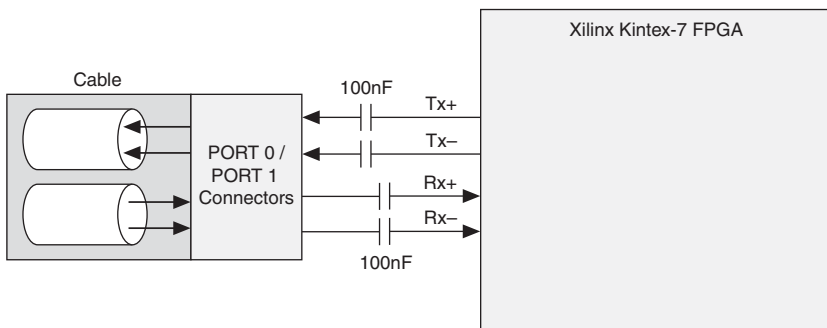 Xilinx Kintex-7 FPGA
Cable
100nF
Tx+
Tx–
PORT 0 /
PORT 1
Connectors
Rx+
Rx–
100nF